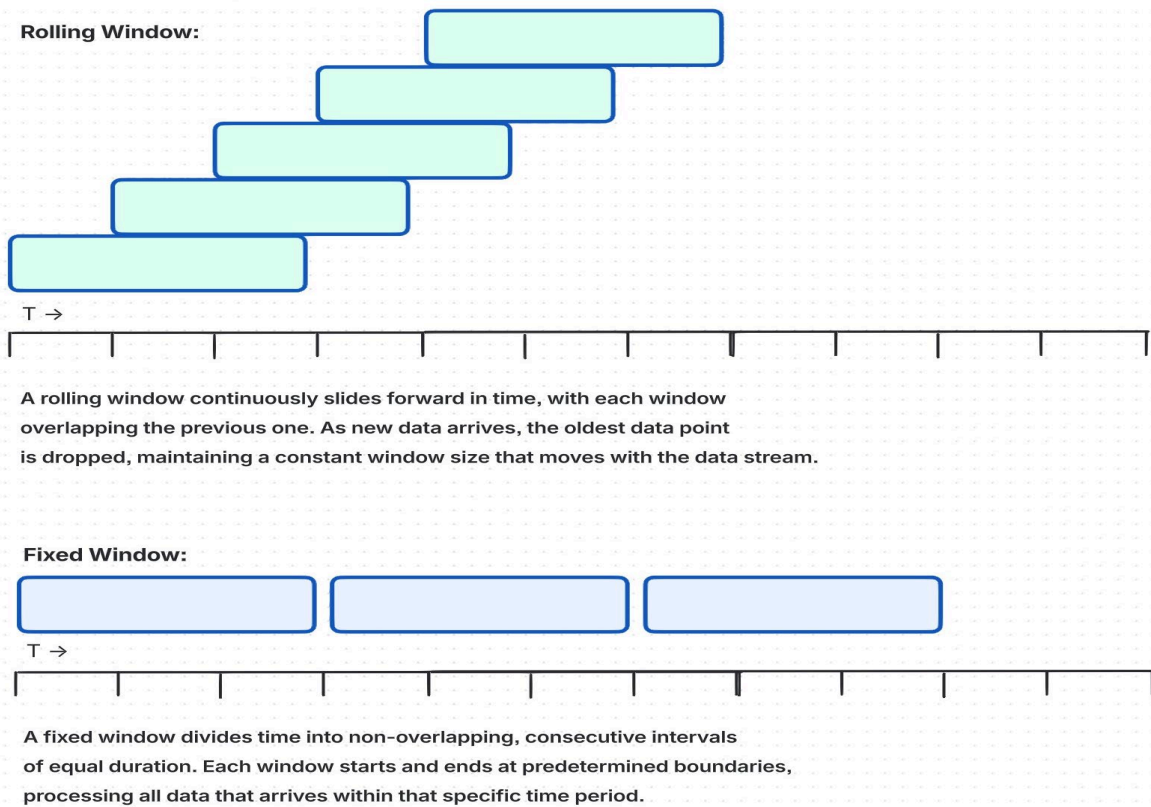 Rolling Window:
T →
A rolling window continuously slides forward in time, with each window
overlapping the previous one. As new data arrives, the oldest data point
is dropped, maintaining a constant window size that moves with the data stream.
Fixed Window:
T →
A fixed window divides time into non-overlapping, consecutive intervals
of equal duration. Each window starts and ends at predetermined boundaries,
processing all data that arrives within that specific time period.